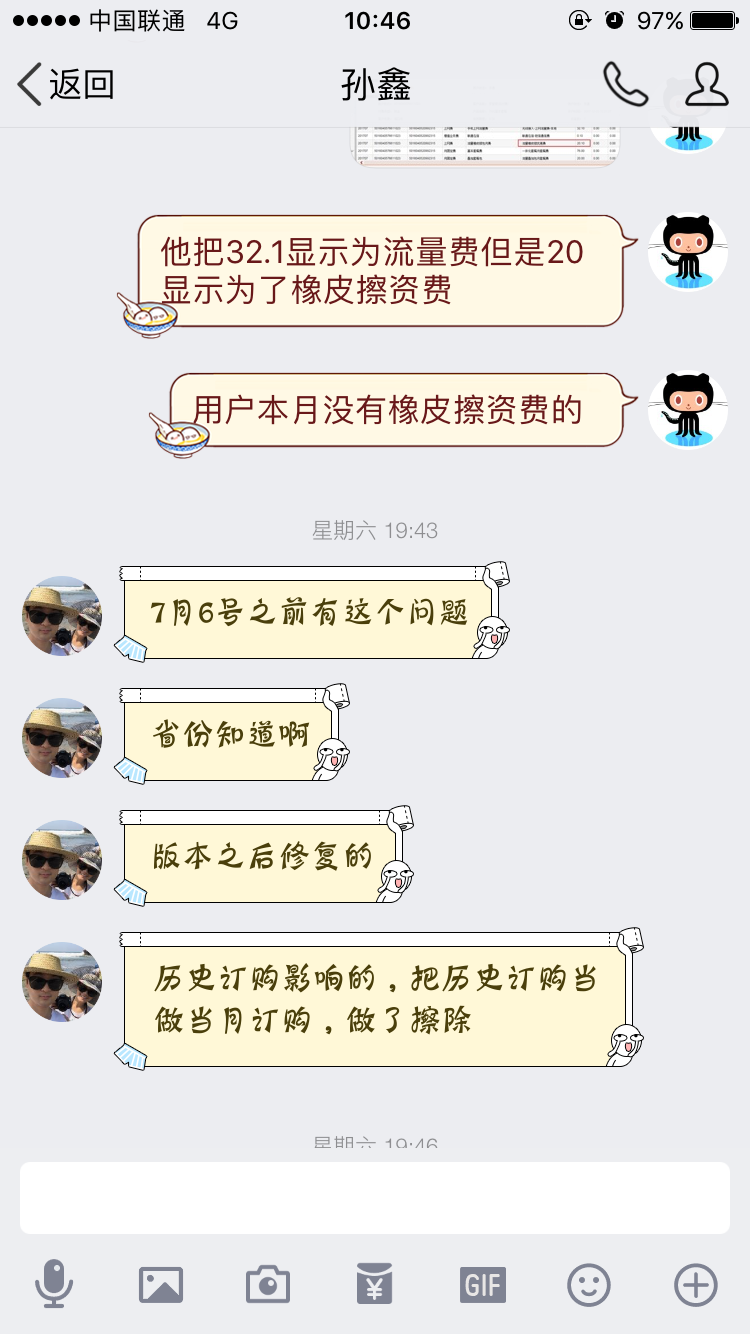 中国联通 4G 10:46 97%
返回 孙鑫
他把32.1显示为流量费但是20
显示为了橡皮擦资费
用户本月没有橡皮擦资费的
星期六 19:43
7月6号之前有这个问题
省份知道啊
版本之后修复的
历史订购影响的，把历史订购当
做当月订购，做了擦除
星期六 19:46
GIF